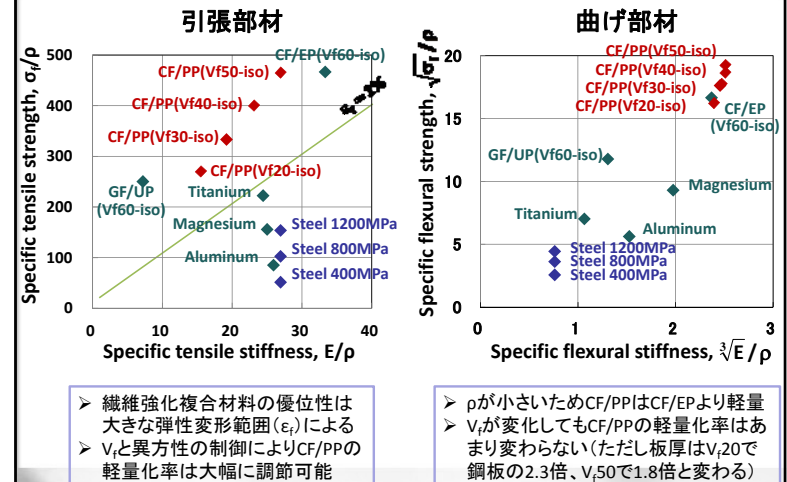 引張部材
曲げ部材
Specific tensile strength, σf/ρ
500
400
300
200
100
0
CF/EP(Vf60-iso)
CF/PP(Vf50-iso)
CF/PP(Vf40-iso)
CF/PP(Vf30-iso)
CF/PP(Vf20-iso)
GF/UP
(Vf60-iso)
Titanium
Magnesium
Steel 1200MPa
Steel 800MPa
Aluminum
Steel 400MPa
0
10
20
30
40
Specific tensile stiffness, E/ρ
Specific flexural strength, √σf/ρ
20
15
10
5
0
CF/PP(Vf50-iso)
CF/PP(Vf40-iso)
CF/PP(Vf30-iso)
CF/PP(Vf20-iso)
CF/EP
(Vf60-iso)
GF/UP(Vf60-iso)
Magnesium
Titanium
Aluminum
Steel 1200MPa
Steel 800MPa
Steel 400MPa
0
1
2
3
Specific flexural stiffness, ∛E/ρ
➢ 繊維強化複合材料の優位性は
大きな弾性変形範囲(εf)による
➢ Vfと異方性の制御によりCF/PPの
軽量化率は大幅に調節可能
➢ ρが小さいためCF/PPはCF/EPより軽量
➢ Vfが変化してもCF/PPの軽量化率はあ
まり変わらない(ただし板厚はVf20で
鋼板の2.3倍、Vf50で1.8倍と変わる)